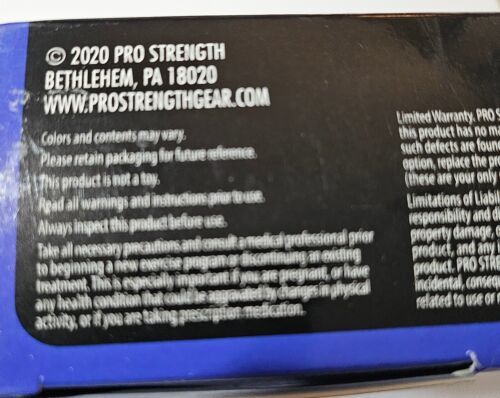 © 2020 PRO STRENGTH
BETHLEHEM, PA 18020
WWW.PROSTRENGTHGEAR.COM
Colors and contents may vary.
Please retain packaging for future reference.
This product is not a toy.
Read all warnings and instructions prior to use.
Always inspect this product before use.
Take all necessary precautions and consult a medical professional prior
to beginning a new exercise program or discontinuing an existing
treatment. This is especially important if you are pregnant, or have
any health condition that could be aggravated by changes in physical
activity, or if you are taking prescription medication.
Limited Warranty. PRO S
this product has no m
such defects are found
option, replace the p
(these are your only
Limitations of Liabi
responsibility and
property damage,
product, and any
product. PRO STRE
incidental, conse
related to use or